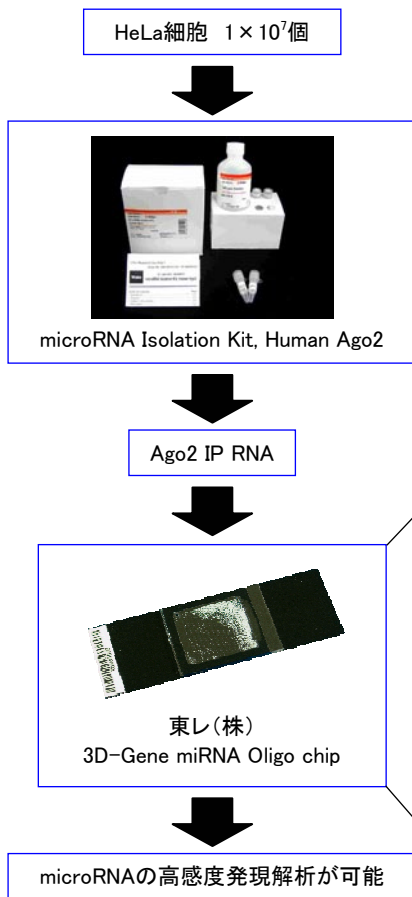 HeLa細胞 1×10⁷個
microRNA Isolation Kit, Human Ago2
Ago2 IP RNA
東レ(株)
3D-Gene miRNA Oligo chip
microRNAの高感度発現解析が可能